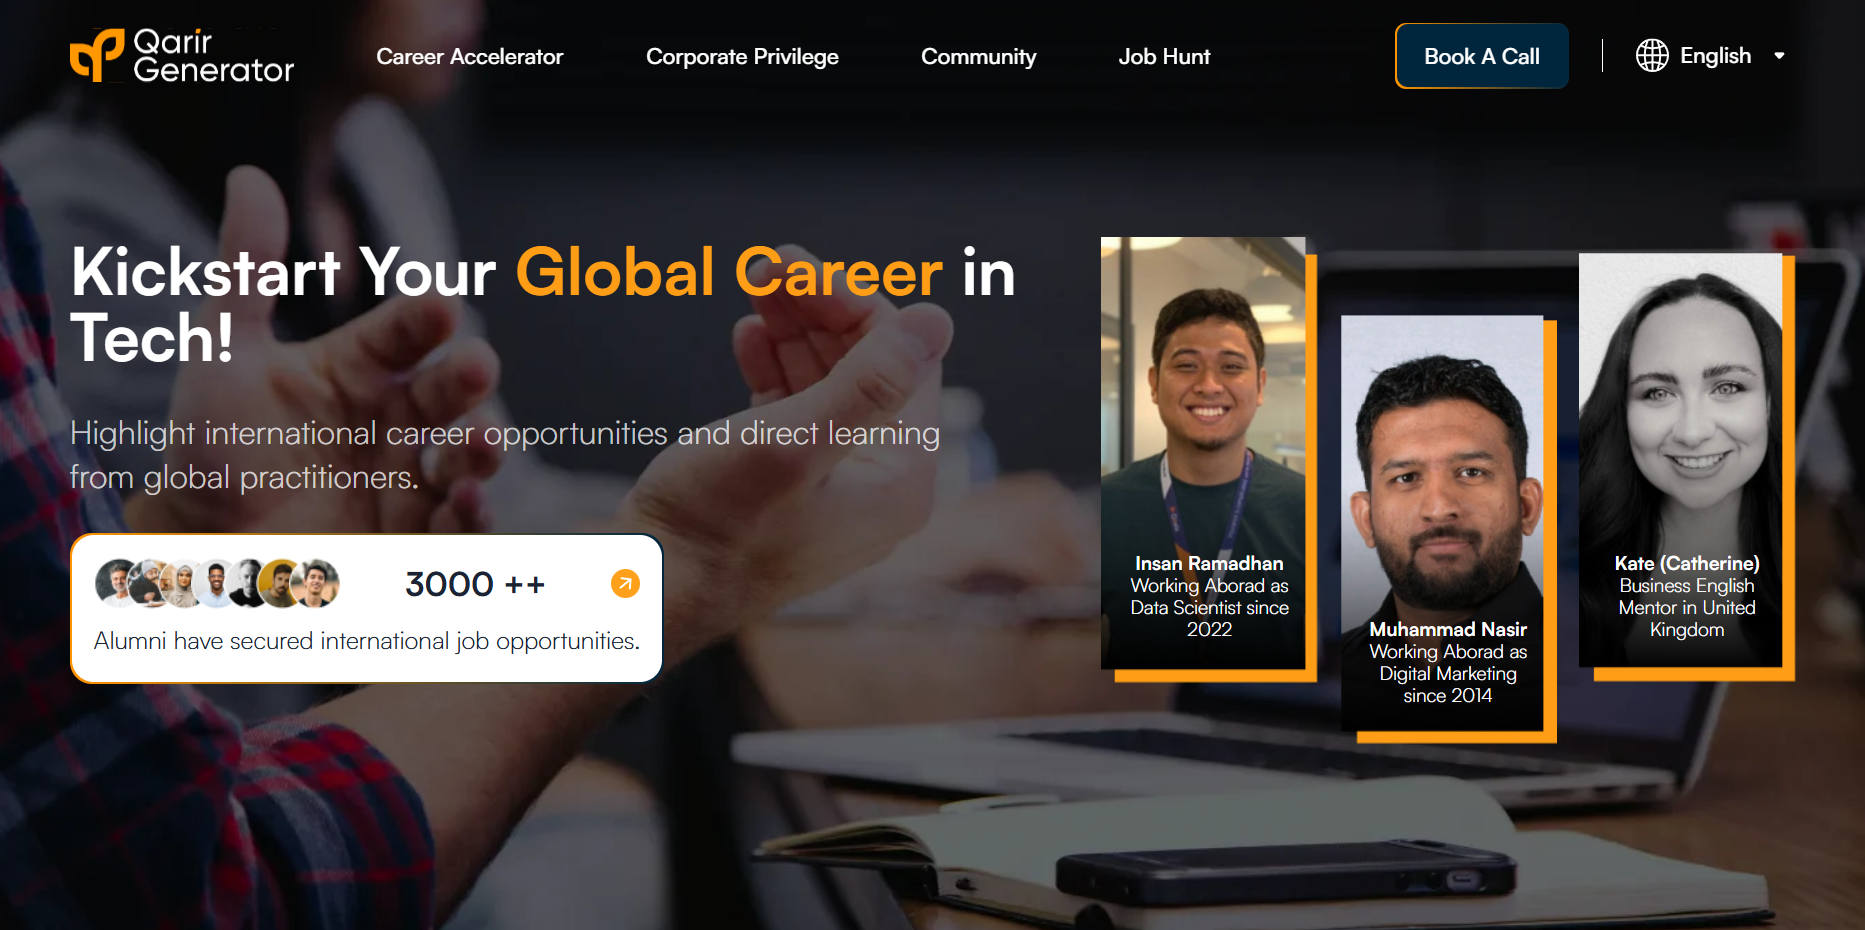 Qarir
Generator
Career Accelerator
Corporate Privilege
Community
Job Hunt
Book A Call
English
Kickstart Your Global Career in
Tech!
Highlight international career opportunities and direct learning
from global practitioners.
3000 ++
Alumni have secured international job opportunities.
Insan Ramadhan
Working Aborad as
Data Scientist since
2022
Muhammad Nasir
Working Aborad as
Digital Marketing
since 2014
Kate (Catherine)
Business English
Mentor in United
Kingdom